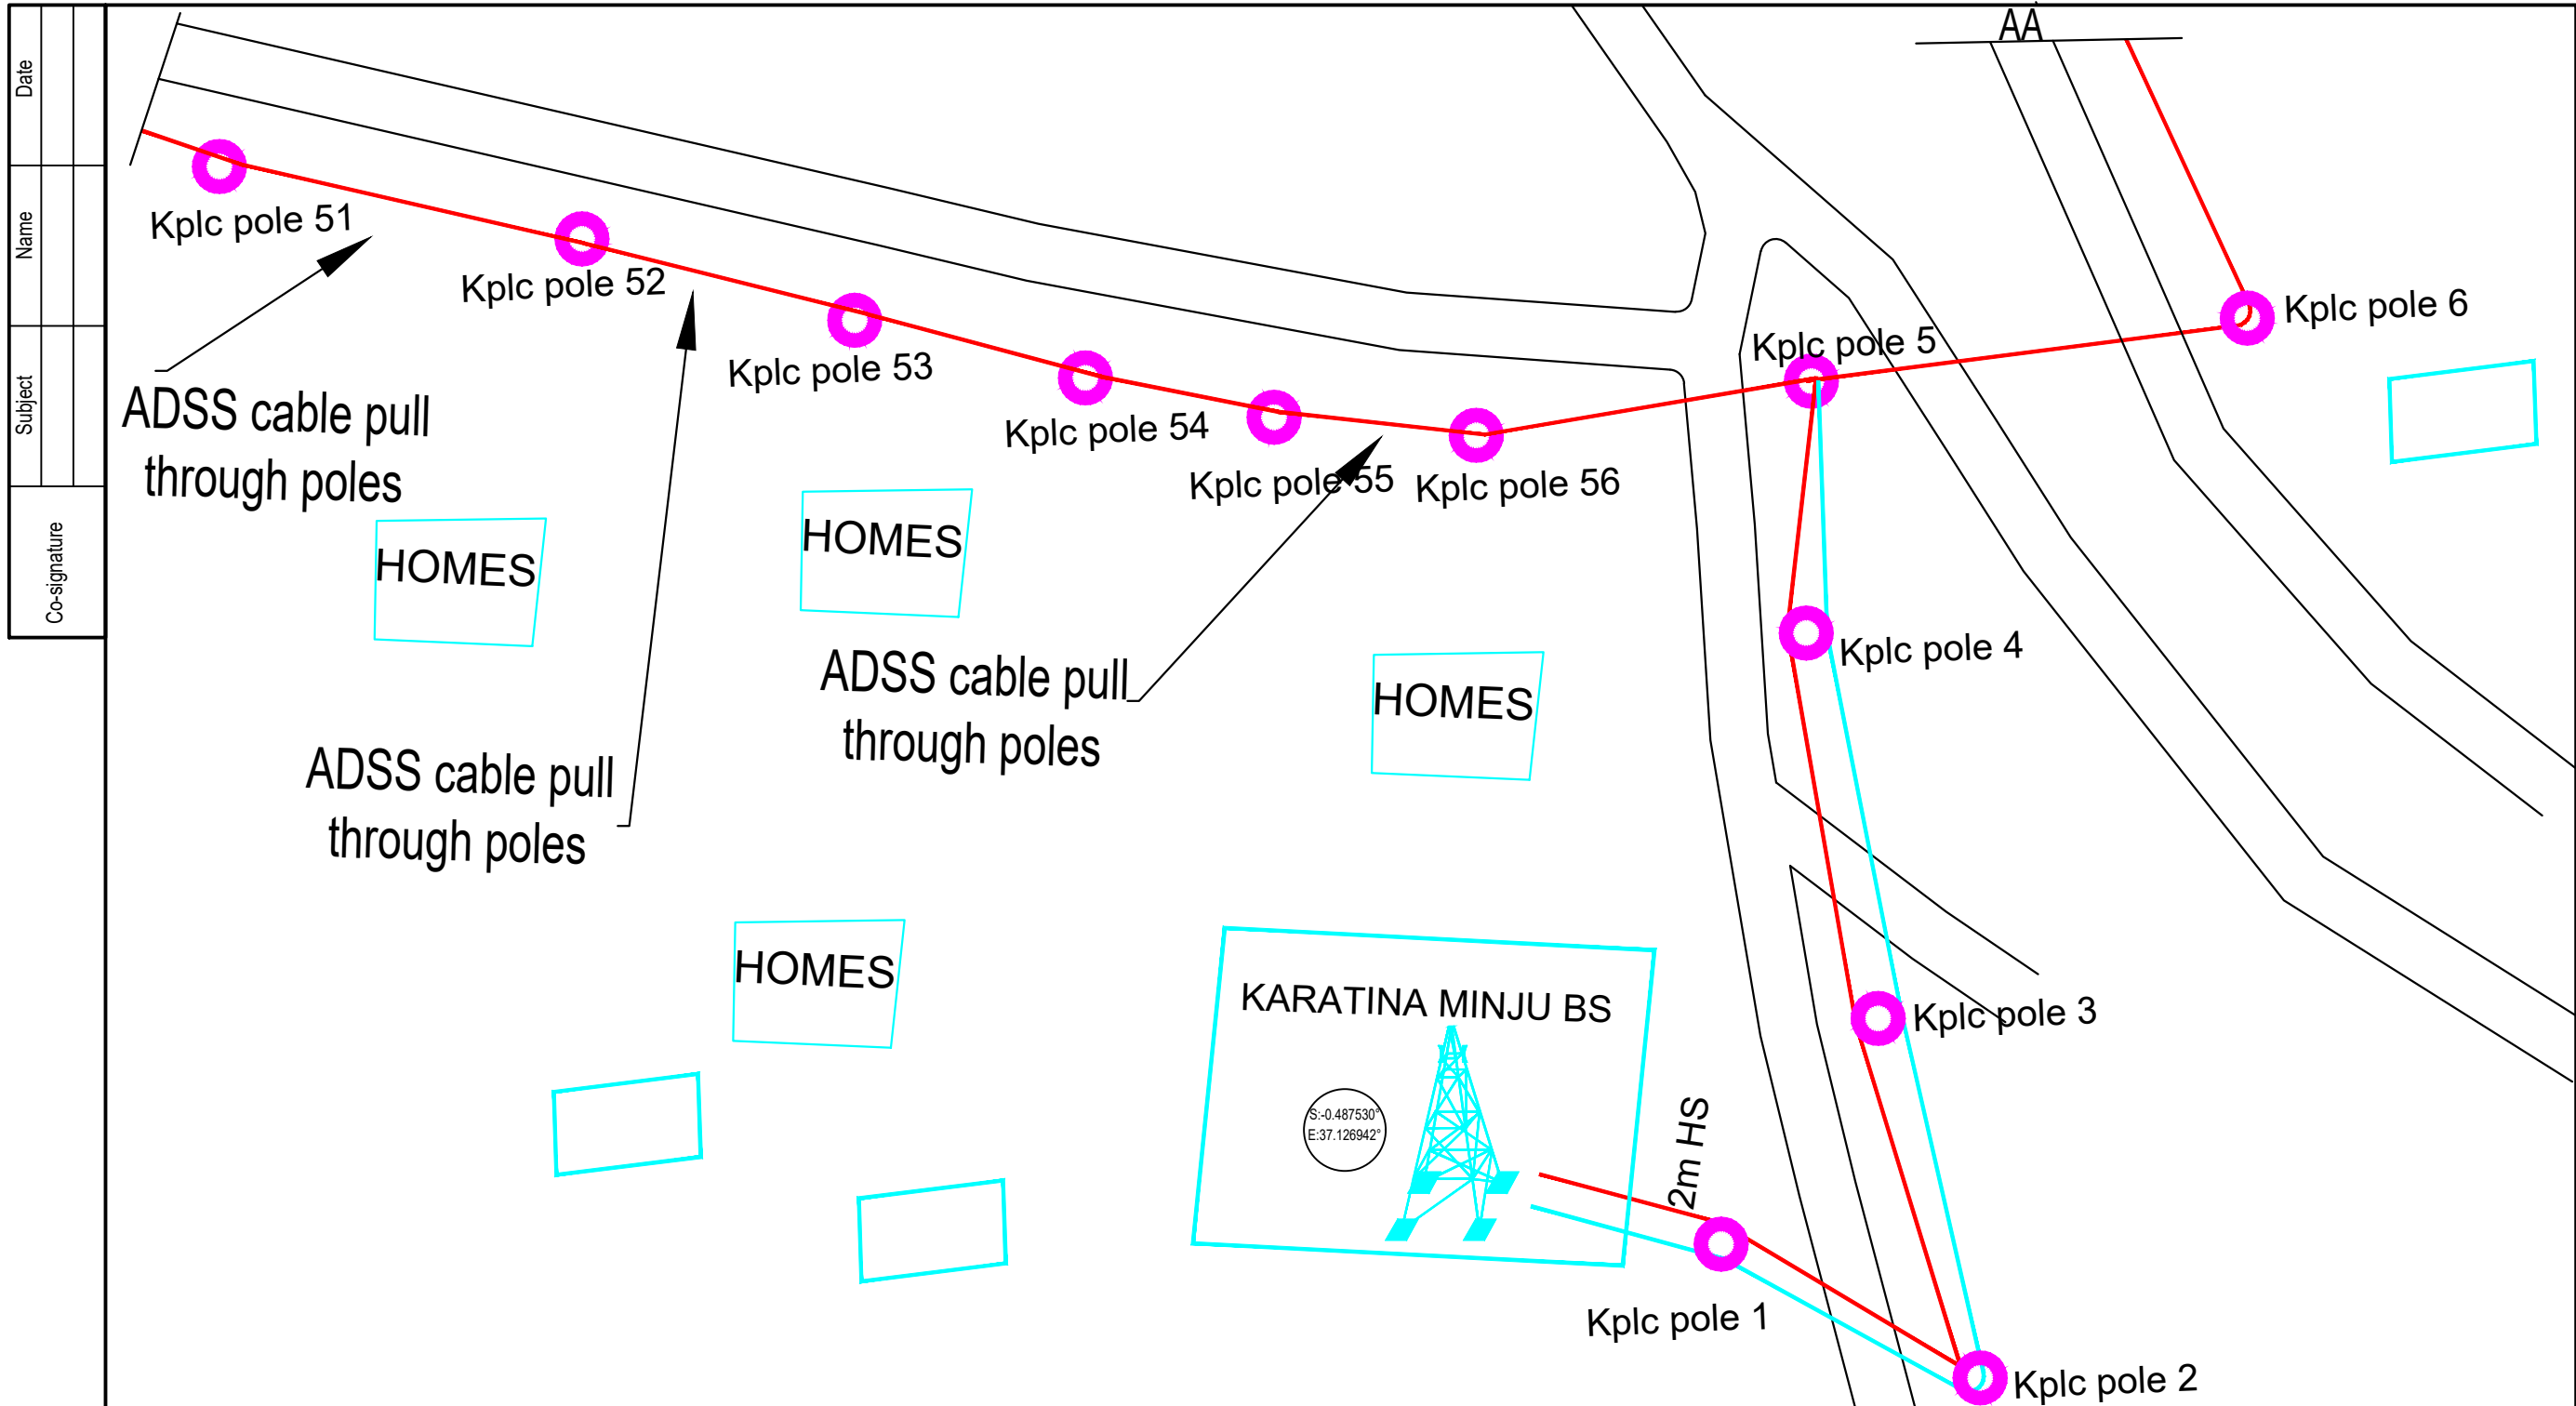 Date
Name
Subject
Co-signature
AA
Kplc pole 51
Kplc pole 52
Kplc pole 53
Kplc pole 54
Kplc pole 55
Kplc pole 56
Kplc pole 5
Kplc pole 6
ADSS cable pull
through poles
HOMES
HOMES
ADSS cable pull
through poles
HOMES
Kplc pole 4
ADSS cable pull
through poles
HOMES
KARATINA MINJU BS
S:-0.487530°
E:37.126942°
Kplc pole 3
2m HS
Kplc pole 1
Kplc pole 2